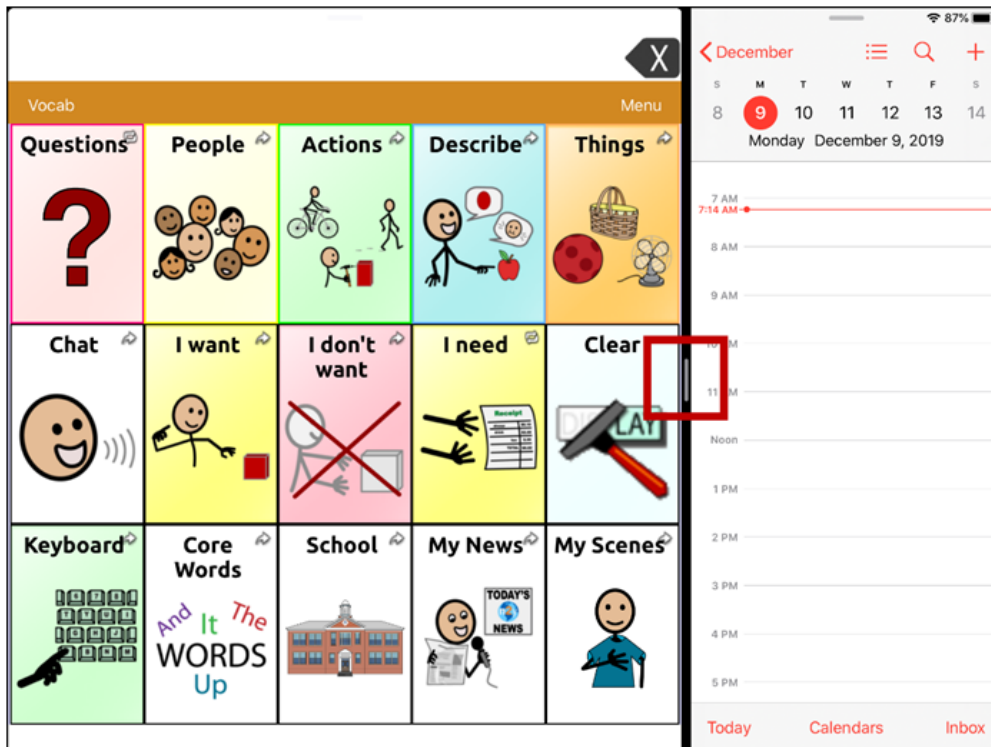 87%
X
Vocab
Menu
Questions
People
Actions
Describe
Things
Chat
I want
I don't
want
I need
Receipt
TOTAL
Clear
DISPLAY
Keyboard
Core
Words
And It The
WORDS
Up
School
My News
TODAY'S
NEWS
My Scenes
December
S M T W T F S
8 9 10 11 12 13 14
Monday December 9, 2019
7 AM
7:14 AM
8 AM
9 AM
Noon
1 PM
2 PM
3 PM
4 PM
5 PM
Today
Calendars
Inbox